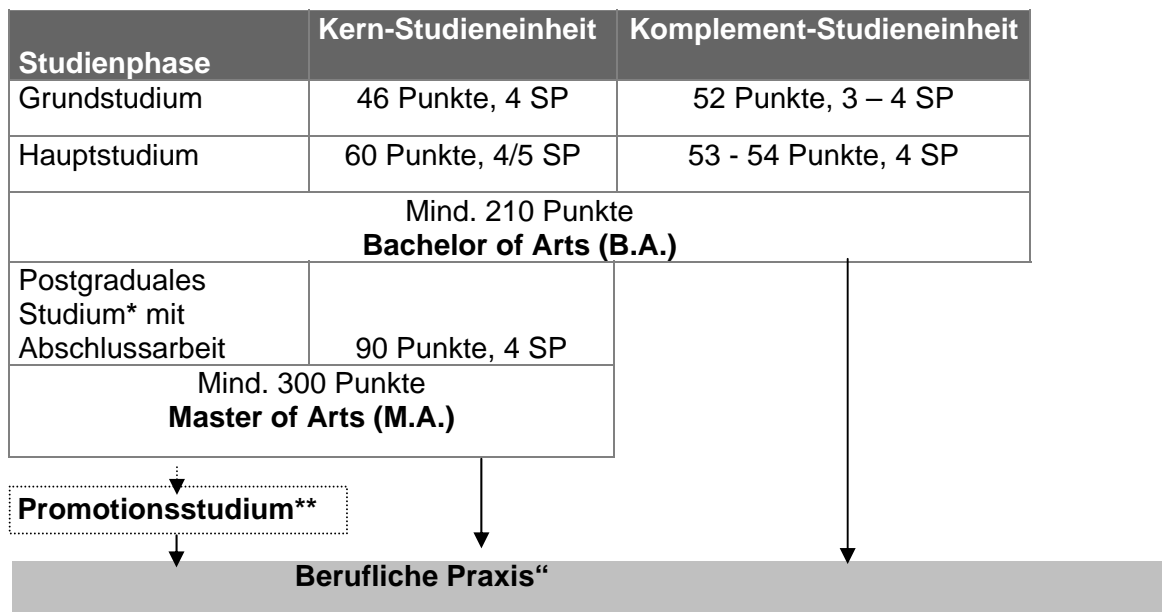 Studienphase
Kern-Studieneinheit
Komplement-Studieneinheit
Grundstudium
46 Punkte, 4 SP
52 Punkte, 3 – 4 SP
Hauptstudium
60 Punkte, 4/5 SP
53 - 54 Punkte, 4 SP
Mind. 210 Punkte
Bachelor of Arts (B.A.)
Postgraduales
Studium* mit
Abschlussarbeit
90 Punkte, 4 SP
Mind. 300 Punkte
Master of Arts (M.A.)
Promotionsstudium**
Berufliche Praxis“